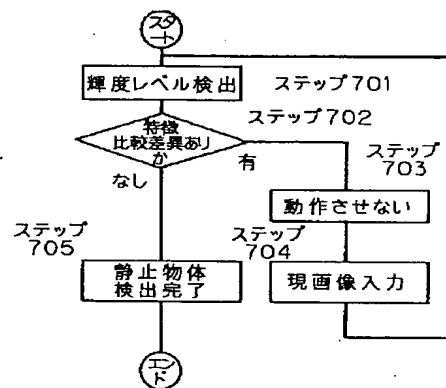 スタ
ート
輝度レベル検出
ステップ701
ステップ702
特徴
比較差異あり
か
有
なし
ステップ
703
動作させない
ステップ
705
ステップ
704
静止物体
検出完了
現画像入力
エン
ド